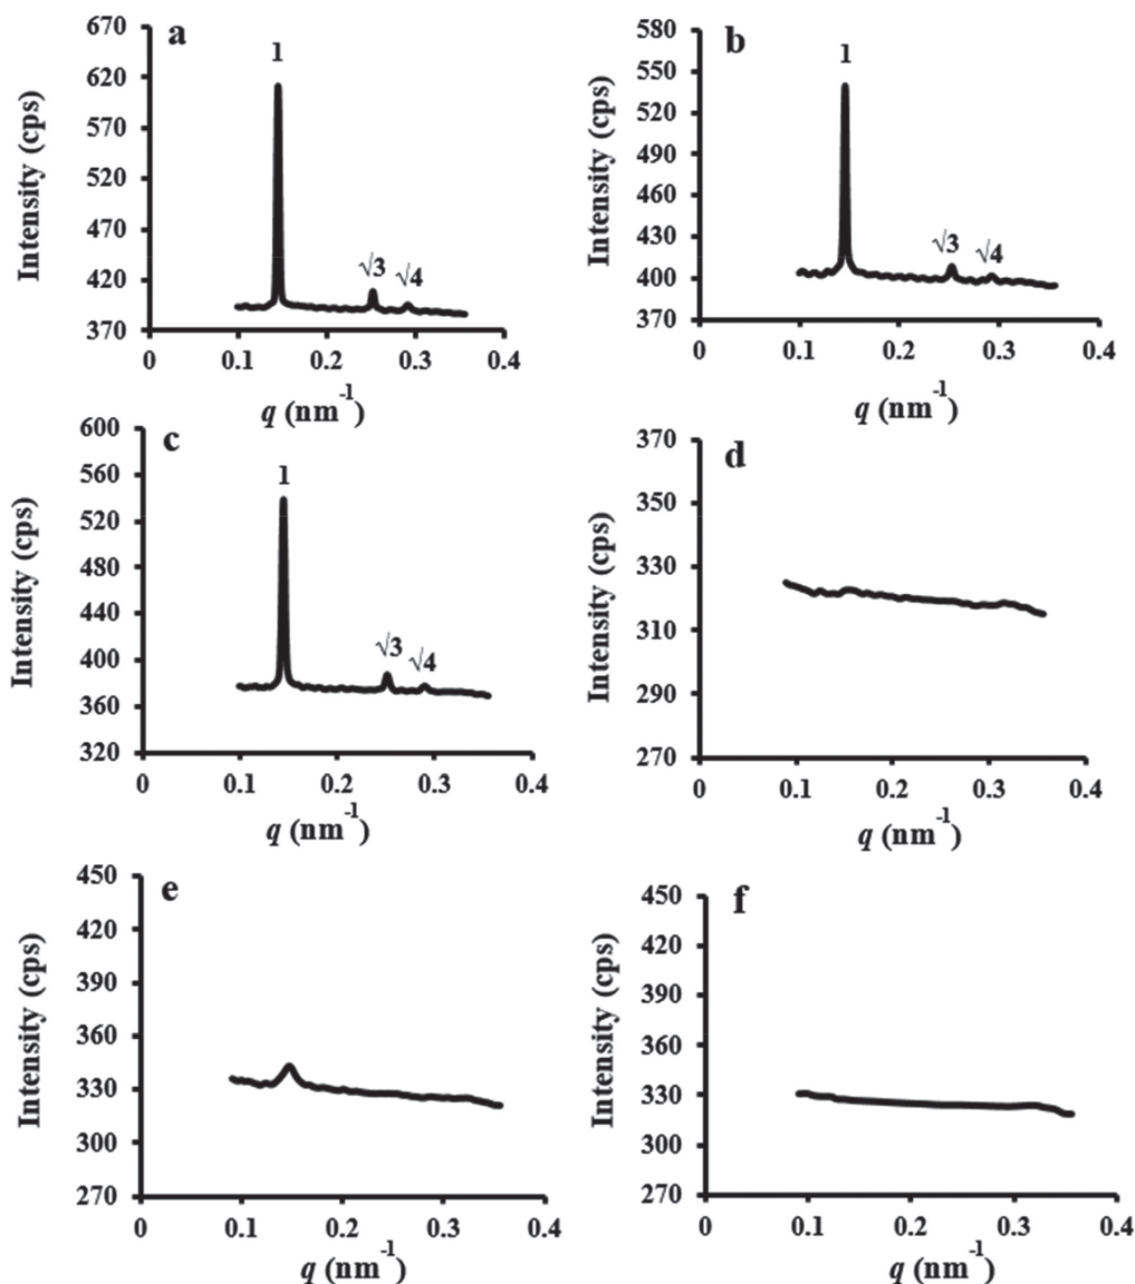 a
670
620
570
520
470
420
370
Intensity (cps)
1
√3
√4
0 0.1 0.2 0.3 0.4
q (nm⁻¹)
b
580
550
520
490
460
430
400
370
Intensity (cps)
1
√3
√4
0 0.1 0.2 0.3 0.4
q (nm⁻¹)
c
600
560
520
480
440
400
360
320
Intensity (cps)
1
√3
√4
0 0.1 0.2 0.3 0.4
q (nm⁻¹)
d
370
350
330
310
290
270
Intensity (cps)
0 0.1 0.2 0.3 0.4
q (nm⁻¹)
e
450
420
390
360
330
300
270
Intensity (cps)
0 0.1 0.2 0.3 0.4
q (nm⁻¹)
f
450
420
390
360
330
300
270
Intensity (cps)
0 0.1 0.2 0.3 0.4
q (nm⁻¹)